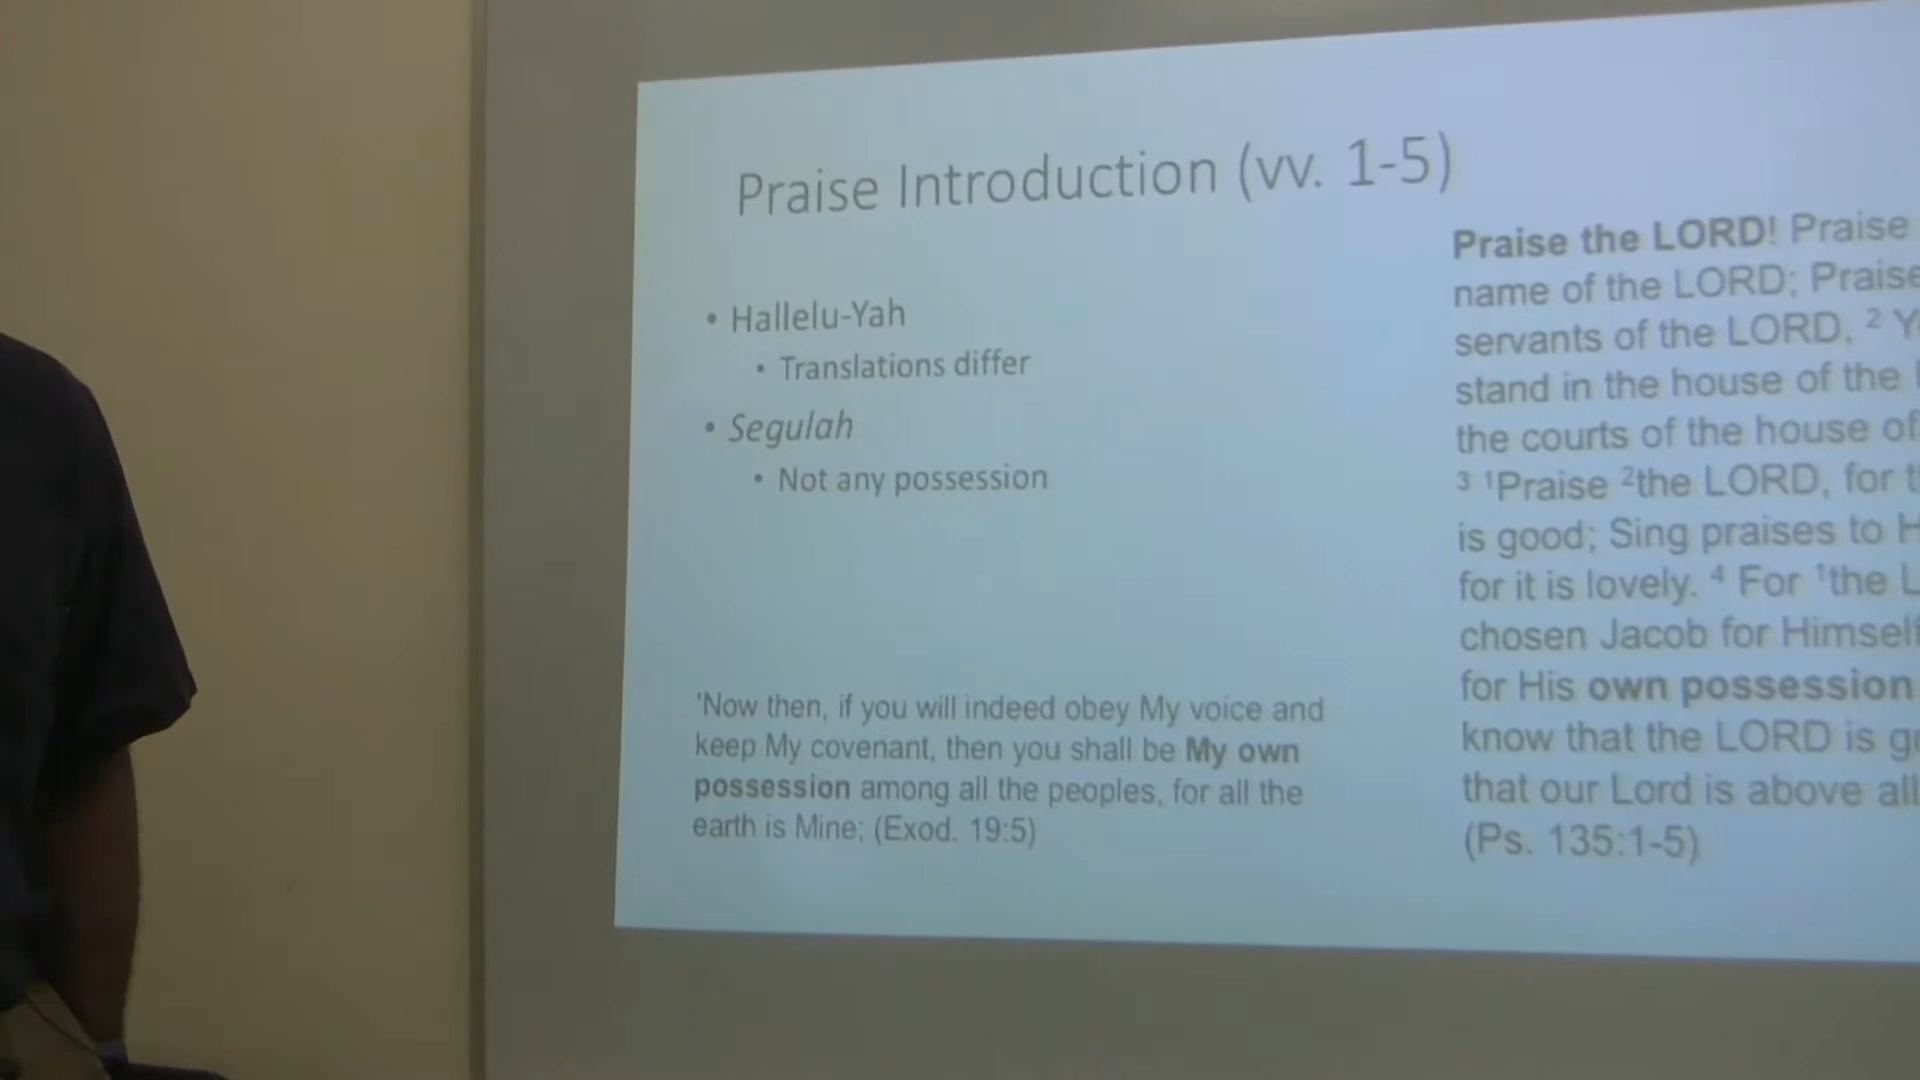 Praise Introduction (vv. 1-5)
• Hallelu-Yah
• Translations differ
• Segulah
• Not any possession
'Now then, if you will indeed obey My voice and
keep My covenant, then you shall be My own
possession among all the peoples, for all the
earth is Mine; (Exod. 19:5)
Praise the LORD! Praise
name of the LORD; Praise
servants of the LORD,
stand in the house of the
the courts of the house of
3 1Praise 2the LORD, for
is good; Sing praises to
for it is lovely. 4 For 1the
chosen Jacob for Himself
for His own possession
know that the LORD is
that our Lord is above all
(Ps. 135:1-5)